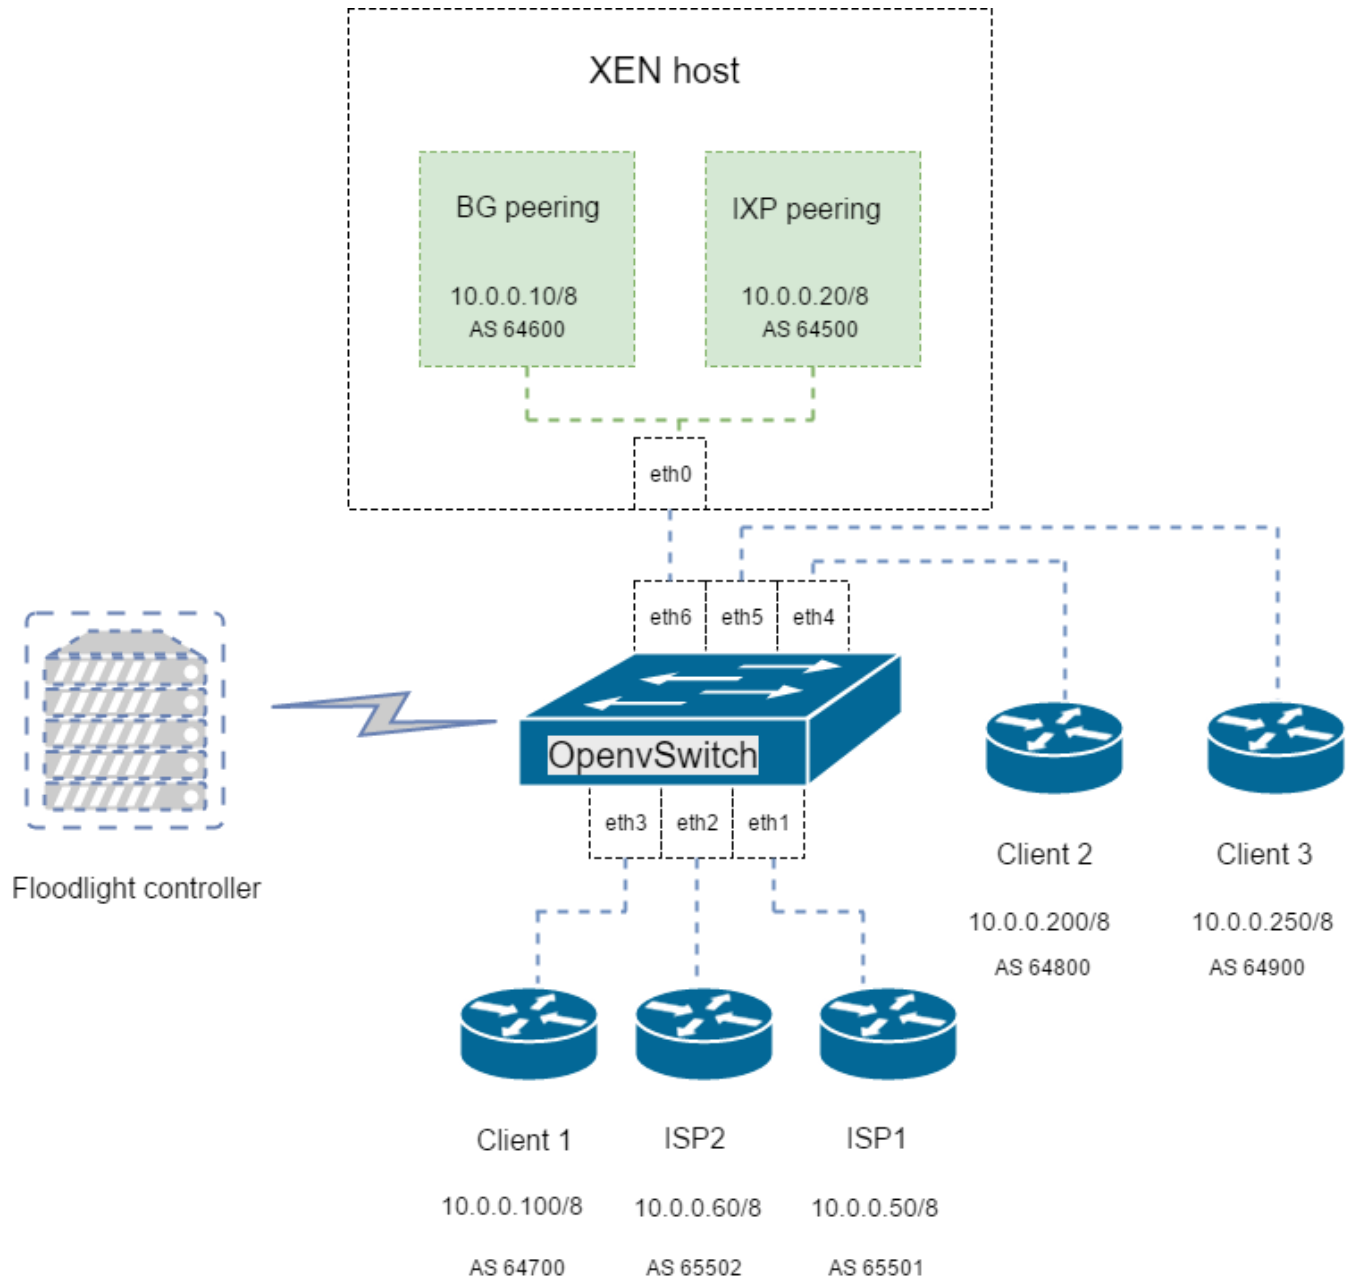 XEN host
BG peering
10.0.0.10/8
AS 64600
IXP peering
10.0.0.20/8
AS 64500
eth0
eth6
eth5
eth4
OpenvSwitch
eth3
eth2
eth1
Floodlight controller
Client 2
10.0.0.200/8
AS 64800
Client 3
10.0.0.250/8
AS 64900
Client 1
10.0.0.100/8
AS 64700
ISP2
10.0.0.60/8
AS 65502
ISP1
10.0.0.50/8
AS 65501